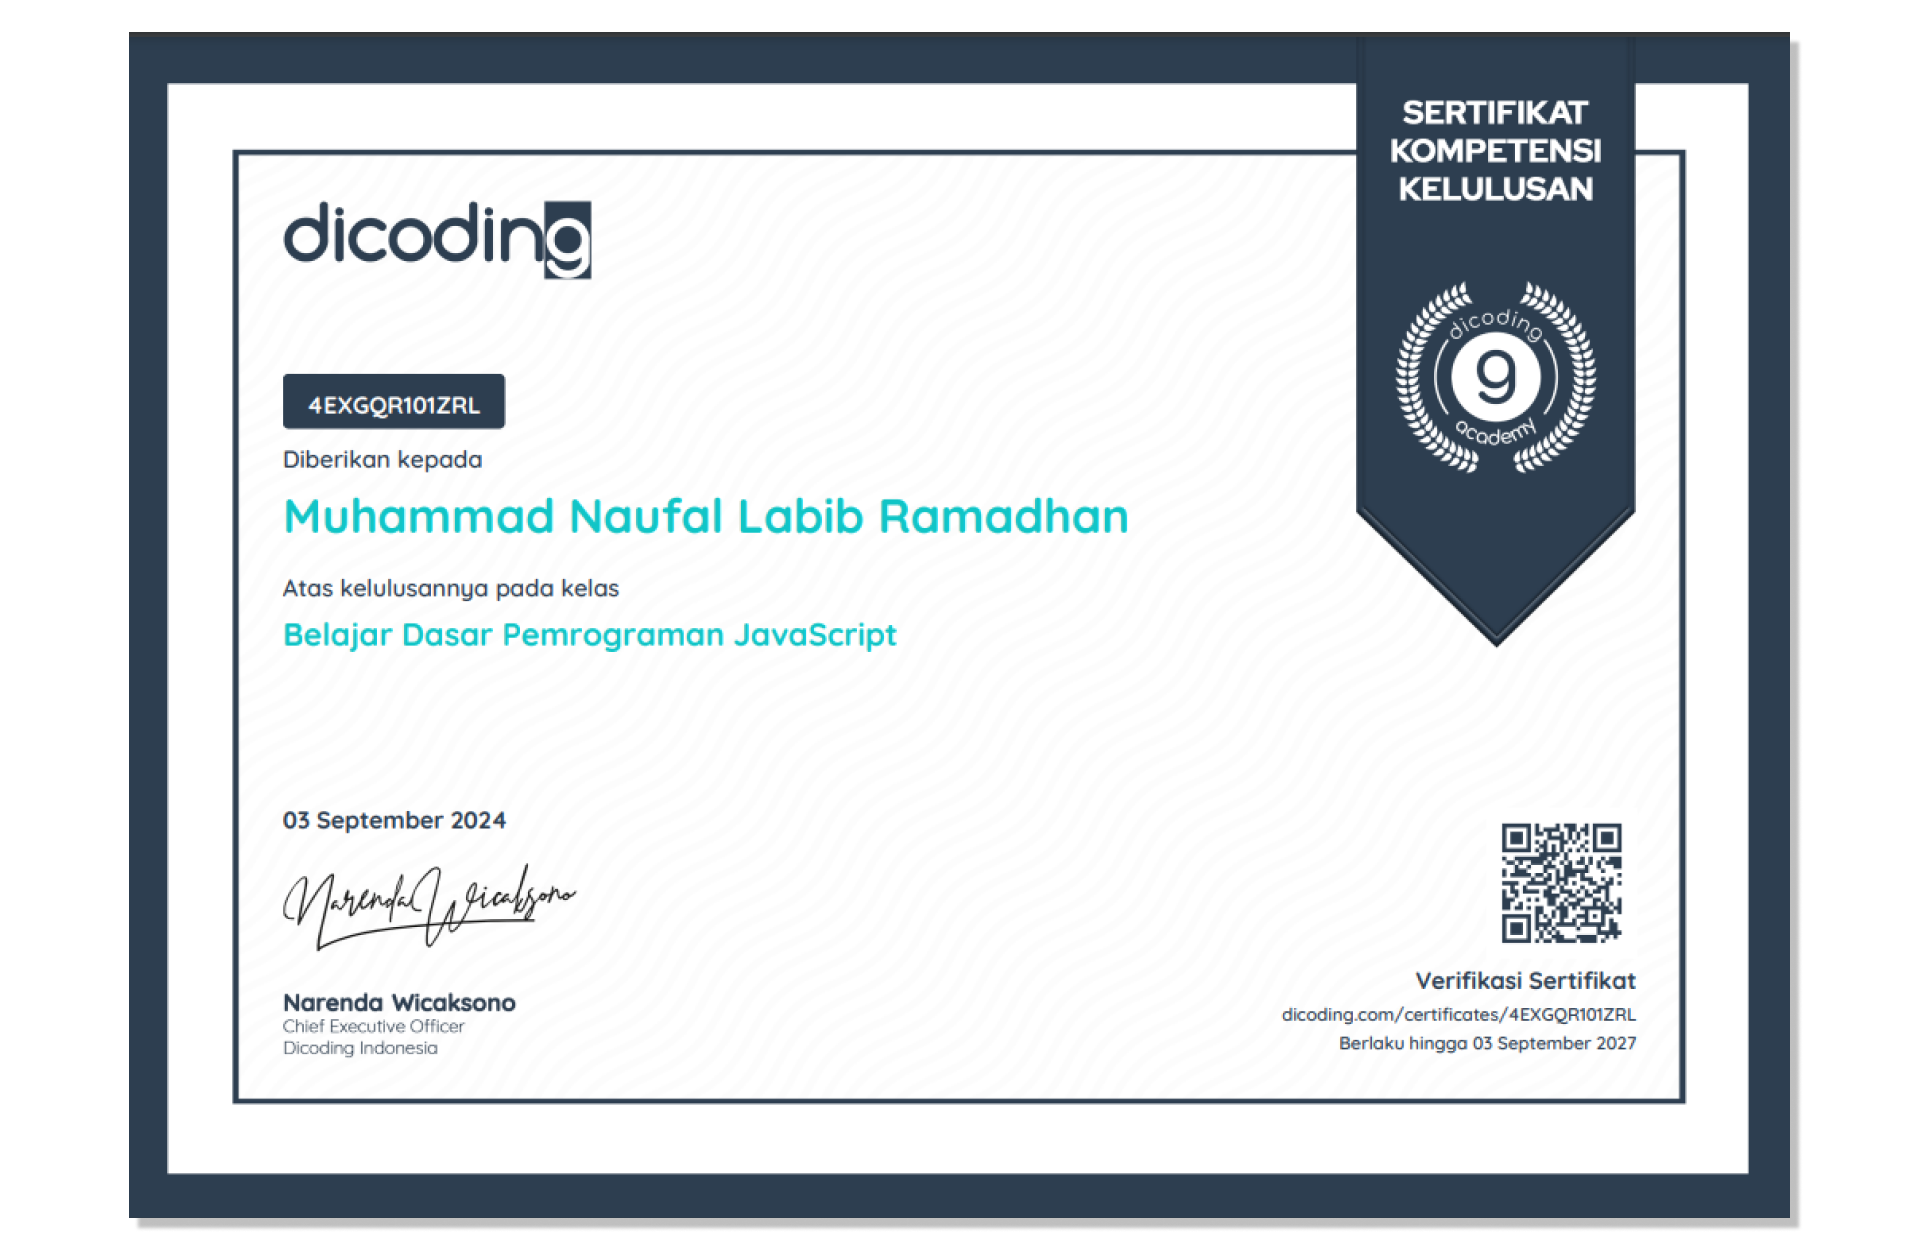 SERTIFIKAT
KOMPETENSI
KELULUSAN
dicoding
dicoding
g
academy
4EXGQR101ZRL
Diberikan kepada
Muhammad Naufal Labib Ramadhan
Atas kelulusannya pada kelas
Belajar Dasar Pemrograman JavaScript
03 September 2024
Narenda Wicaksono
Narenda Wicaksono
Chief Executive Officer
Dicoding Indonesia
Verifikasi Sertifikat
dicoding.com/certificates/4EXGQR101ZRL
Berlaku hingga 03 September 2027